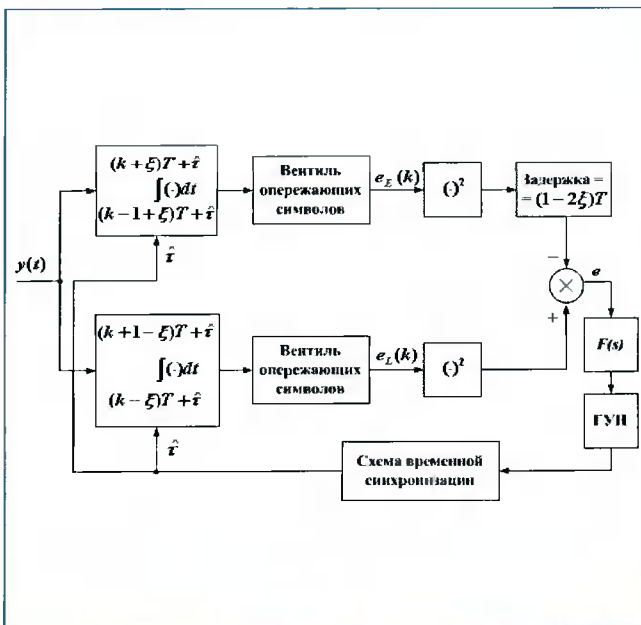 (k + ξ)T + τ̂
∫(·)dt
(k − 1 + ξ)T + τ̂
Вентиль
опережающих
символов
e_E(k)
(·)²
Задержка =
= (1 − 2ξ)T
τ̂
y(t)
−
×
e
+
(k + 1 − ξ)T + τ̂
∫(·)dt
(k − ξ)T + τ̂
Вентиль
опережающих
символов
e_L(k)
(·)²
F(s)
τ̂
ГУН
Схема временной
синхронизации